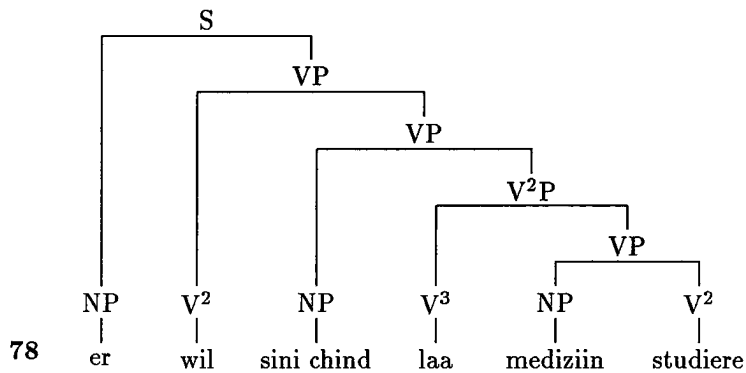 S
VP
VP
V²P
VP
NP V² NP V³ NP V²
78 er wil sini chind laa mediziin studiere